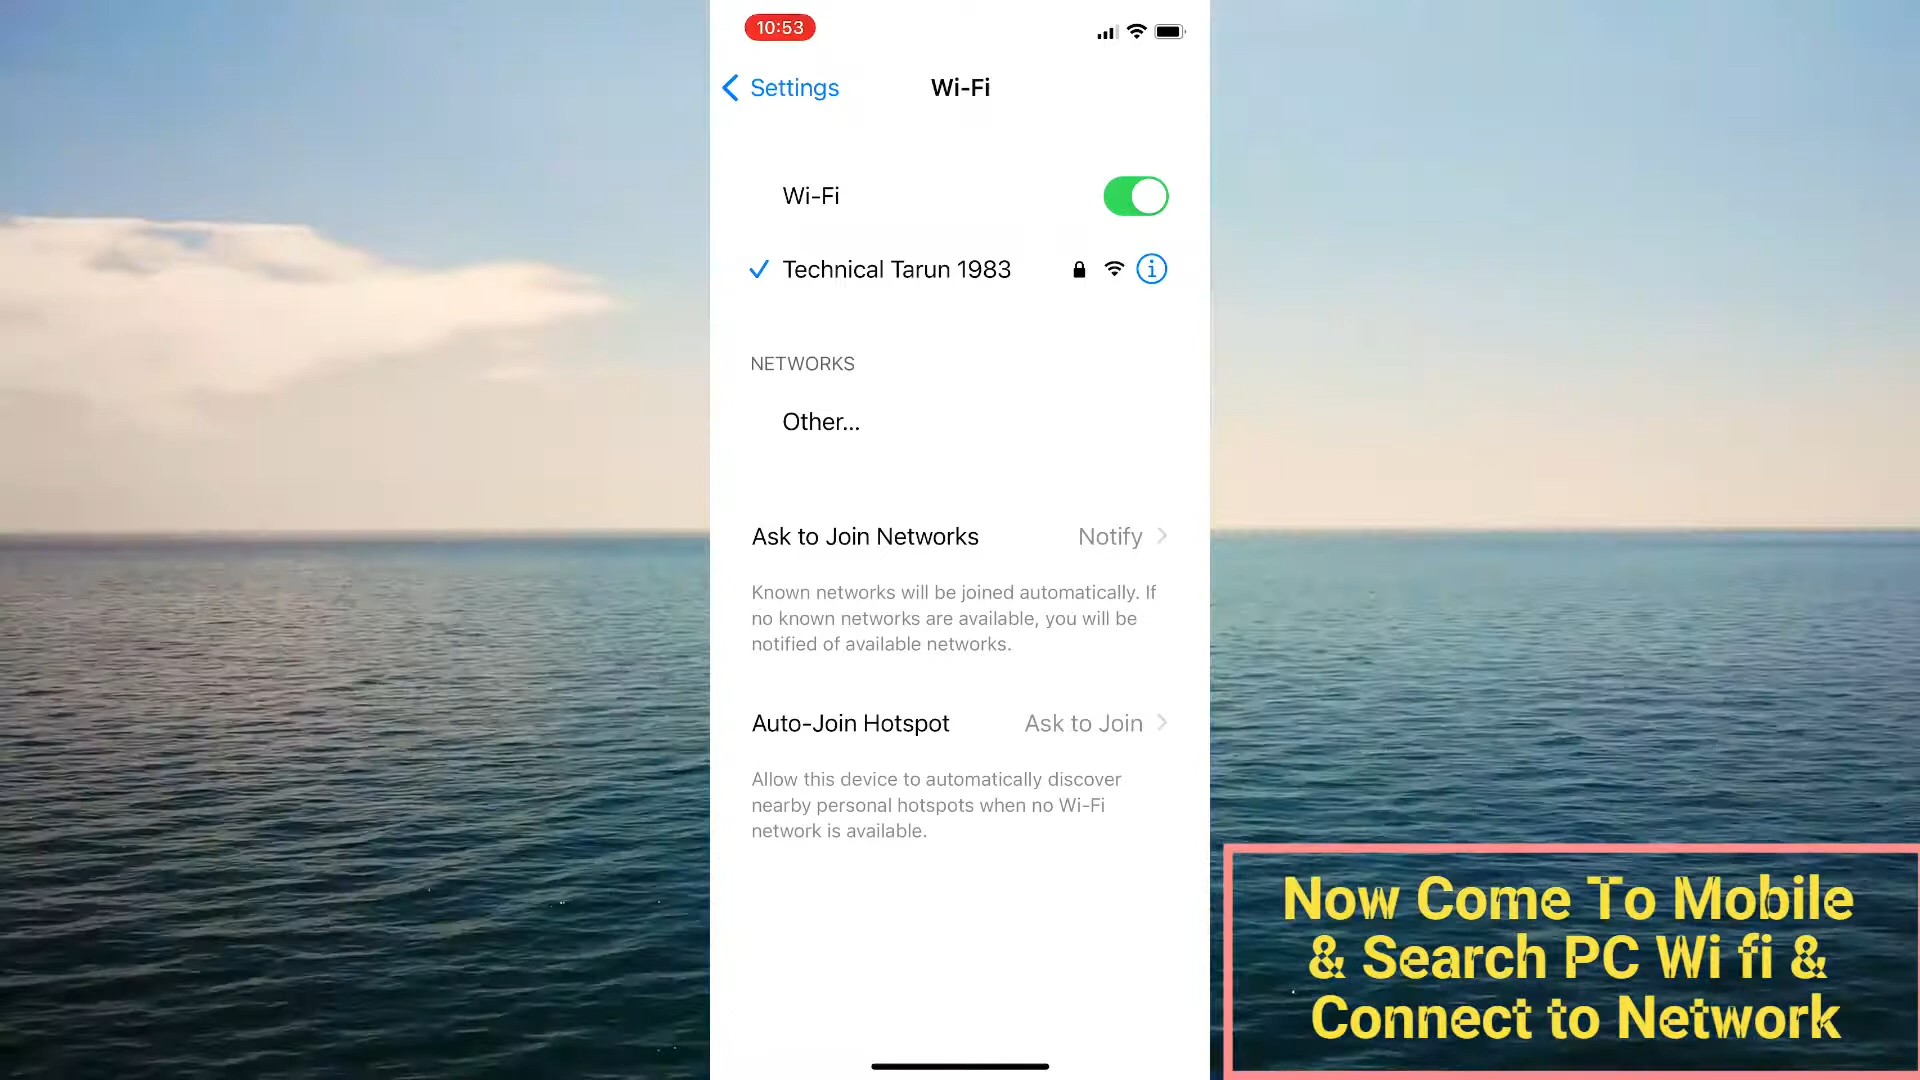 10:53
Settings
Wi-Fi
Wi-Fi
Technical Tarun 1983
NETWORKS
Other...
Ask to Join Networks Notify
Known networks will be joined automatically. If
no known networks are available, you will be
notified of available networks.
Auto-Join Hotspot Ask to Join
Allow this device to automatically discover
nearby personal hotspots when no Wi-Fi
network is available.
Now Come To Mobile
& Search PC Wi fi &
Connect to Network